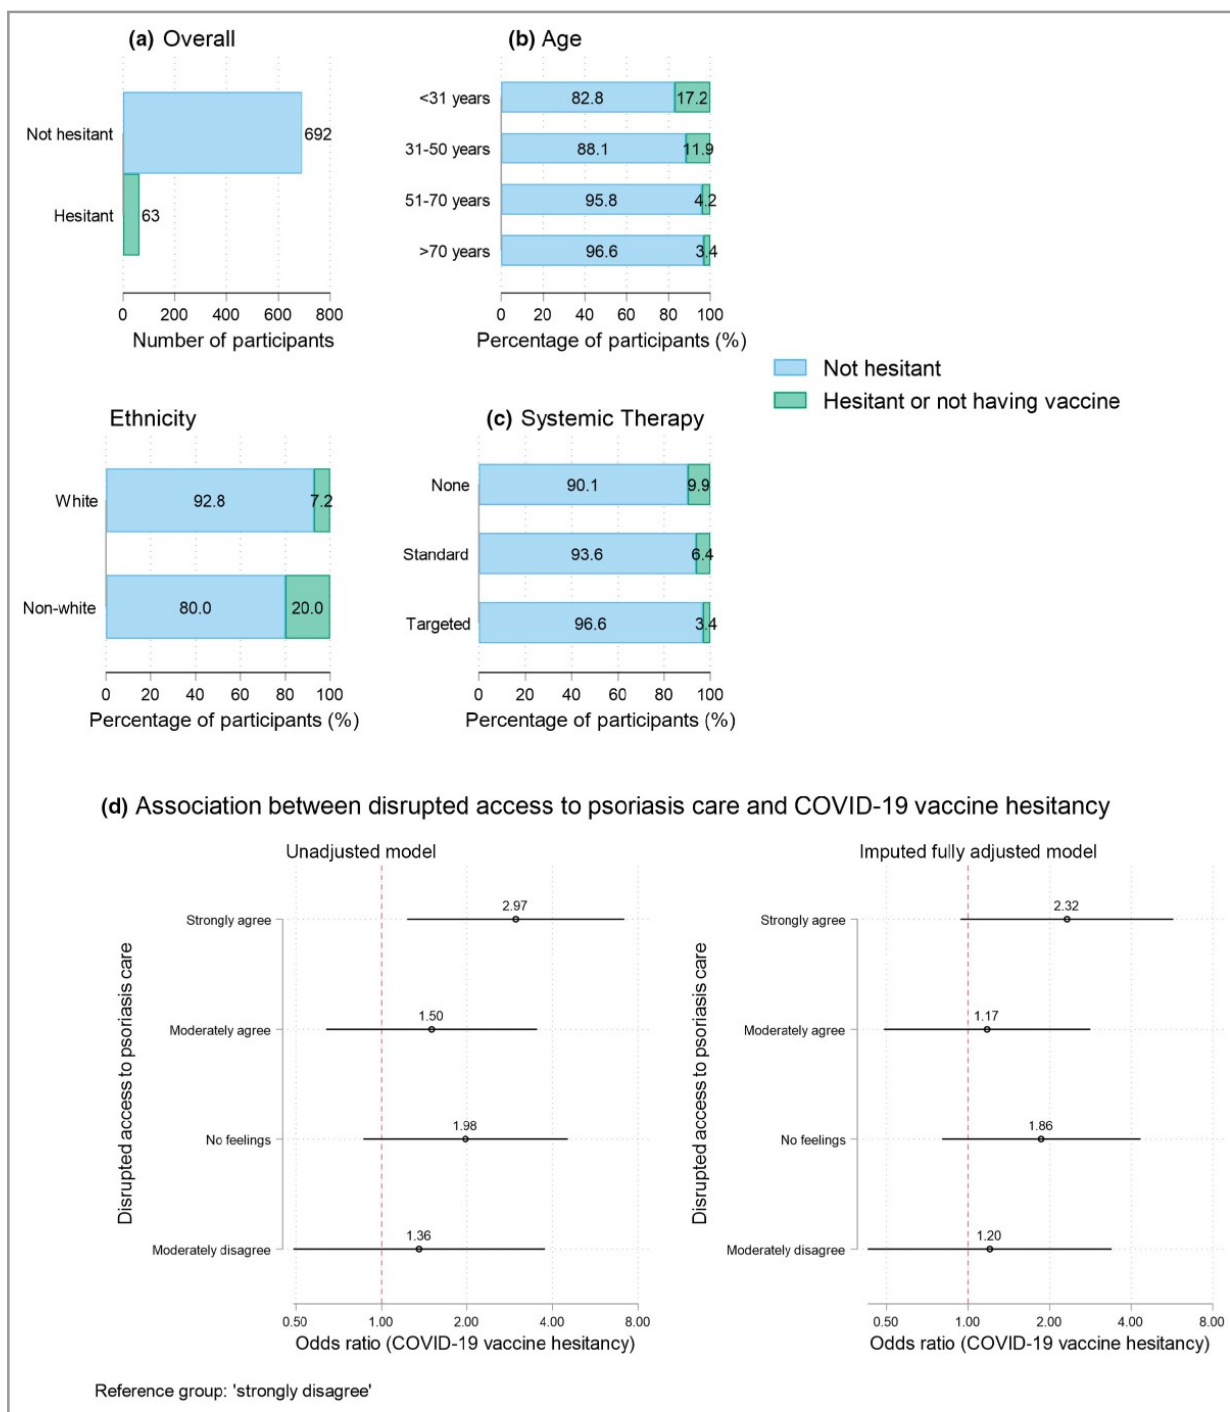 (a) Overall
Not hesitant
692
Hesitant
63
0 200 400 600 800
Number of participants
(b) Age
<31 years
82.8 17.2
31-50 years
88.1 11.9
51-70 years
95.8 4.2
>70 years
96.6 3.4
0 20 40 60 80 100
Percentage of participants (%)
Not hesitant
Hesitant or not having vaccine
Ethnicity
White
92.8 7.2
Non-white
80.0 20.0
0 20 40 60 80 100
Percentage of participants (%)
(c) Systemic Therapy
None
90.1 9.9
Standard
93.6 6.4
Targeted
96.6 3.4
0 20 40 60 80 100
Percentage of participants (%)
(d) Association between disrupted access to psoriasis care and COVID-19 vaccine hesitancy
Unadjusted model
Disrupted access to psoriasis care
Strongly agree
2.97
Moderately agree
1.50
No feelings
1.98
Moderately disagree
1.36
0.50 1.00 2.00 4.00 8.00
Odds ratio (COVID-19 vaccine hesitancy)
Imputed fully adjusted model
Disrupted access to psoriasis care
Strongly agree
2.32
Moderately agree
1.17
No feelings
1.86
Moderately disagree
1.20
0.50 1.00 2.00 4.00 8.00
Odds ratio (COVID-19 vaccine hesitancy)
Reference group: 'strongly disagree'